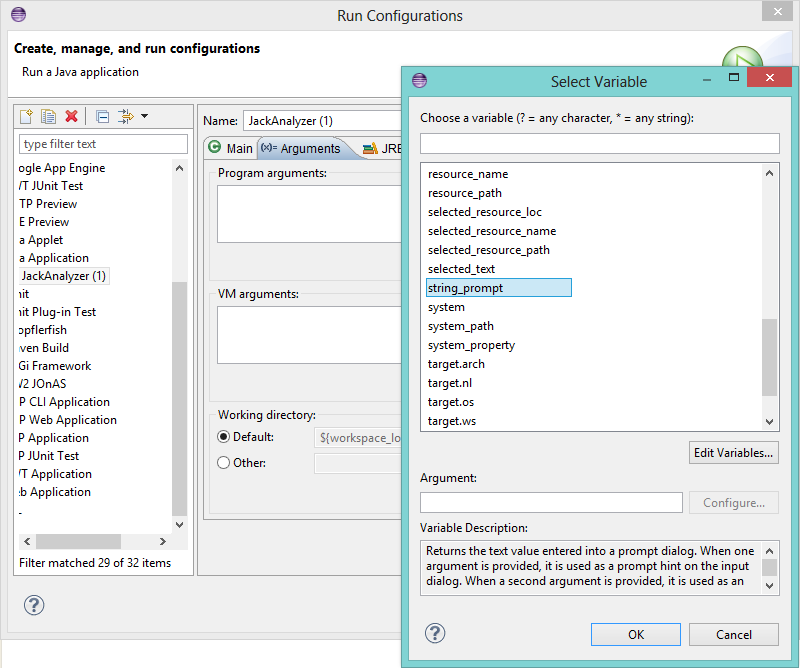 Run Configurations
Create, manage, and run configurations
Run a Java application
type filter text
ogle App Engine
/T JUnit Test
TP Preview
E Preview
a Applet
a Application
JackAnalyzer (1)
nit
nit Plug-in Test
opflerfish
ven Build
Gi Framework
V2 JOnAS
P CLI Application
P Web Application
P Application
P JUnit Test
/T Application
eb Application
Filter matched 29 of 32 items
Name: JackAnalyzer (1)
Main (x)= Arguments JRE
Program arguments:
VM arguments:
Working directory:
Default: ${workspace_lo
Other:
Select Variable
Choose a variable (? = any character, * = any string):
resource_name
resource_path
selected_resource_loc
selected_resource_name
selected_resource_path
selected_text
string_prompt
system
system_path
system_property
target.arch
target.nl
target.os
target.ws
Edit Variables...
Argument:
Configure...
Variable Description:
Returns the text value entered into a prompt dialog. When one
argument is provided, it is used as a prompt hint on the input
dialog. When a second argument is provided, it is used as an
OK Cancel